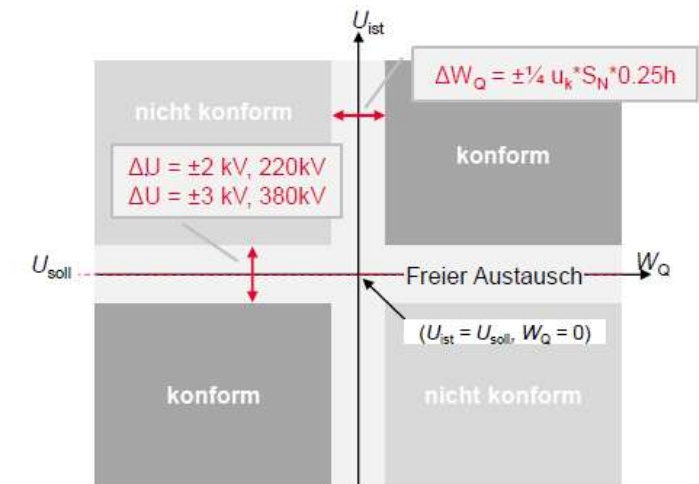 U_ist
ΔW_Q = ±¼ u_k*S_N*0.25h
nicht konform
konform
ΔU = ±2 kV, 220kV
ΔU = ±3 kV, 380kV
U_soll
Freier Austausch
W_Q
(U_ist = U_soll, W_Q = 0)
konform
nicht konform